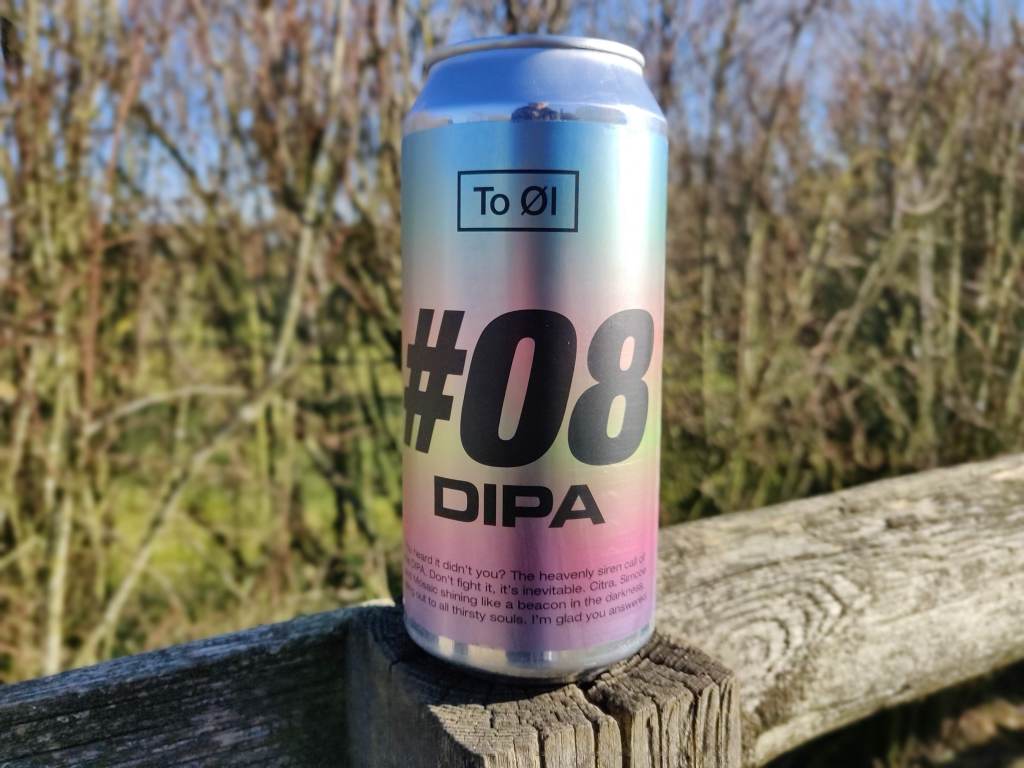 To Øl
#08
DIPA
heard it didn't you? The heavenly siren call of
DIPA. Don't fight it, it's inevitable. Citra, Simcoe
Mosaic shining like a beacon in the darkness,
out to all thirsty souls. I'm glad you answered